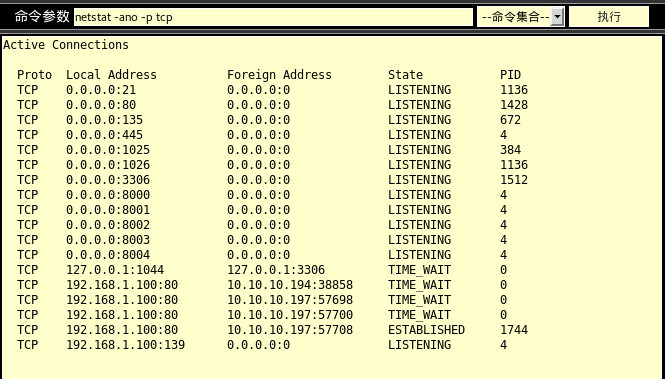 命令参数 netstat -ano -p tcp --命令集合-- 执行
Active Connections
Proto Local Address Foreign Address State PID
TCP 0.0.0.0:21 0.0.0.0:0 LISTENING 1136
TCP 0.0.0.0:80 0.0.0.0:0 LISTENING 1428
TCP 0.0.0.0:135 0.0.0.0:0 LISTENING 672
TCP 0.0.0.0:445 0.0.0.0:0 LISTENING 4
TCP 0.0.0.0:1025 0.0.0.0:0 LISTENING 384
TCP 0.0.0.0:1026 0.0.0.0:0 LISTENING 1136
TCP 0.0.0.0:3306 0.0.0.0:0 LISTENING 1512
TCP 0.0.0.0:8000 0.0.0.0:0 LISTENING 4
TCP 0.0.0.0:8001 0.0.0.0:0 LISTENING 4
TCP 0.0.0.0:8002 0.0.0.0:0 LISTENING 4
TCP 0.0.0.0:8003 0.0.0.0:0 LISTENING 4
TCP 0.0.0.0:8004 0.0.0.0:0 LISTENING 4
TCP 127.0.0.1:1044 127.0.0.1:3306 TIME_WAIT 0
TCP 192.168.1.100:80 10.10.10.194:38858 TIME_WAIT 0
TCP 192.168.1.100:80 10.10.10.197:57698 TIME_WAIT 0
TCP 192.168.1.100:80 10.10.10.197:57700 TIME_WAIT 0
TCP 192.168.1.100:80 10.10.10.197:57708 ESTABLISHED 1744
TCP 192.168.1.100:139 0.0.0.0:0 LISTENING 4